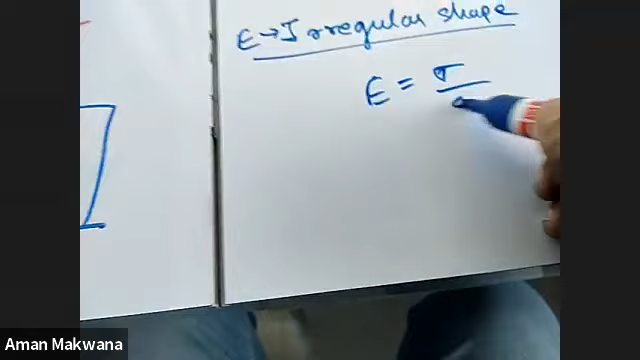 E → Irregular shape
E = σ
Aman Makwana